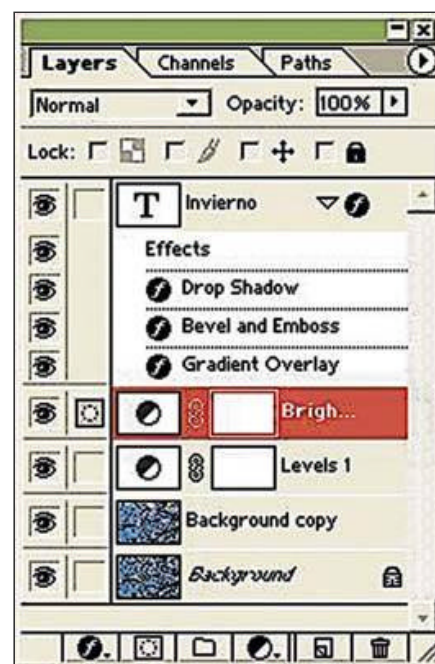 Layers Channels Paths
Normal Opacity: 100%
Lock:
T Invierno
Effects
Drop Shadow
Bevel and Emboss
Gradient Overlay
Brigh...
Levels 1
Background copy
Background